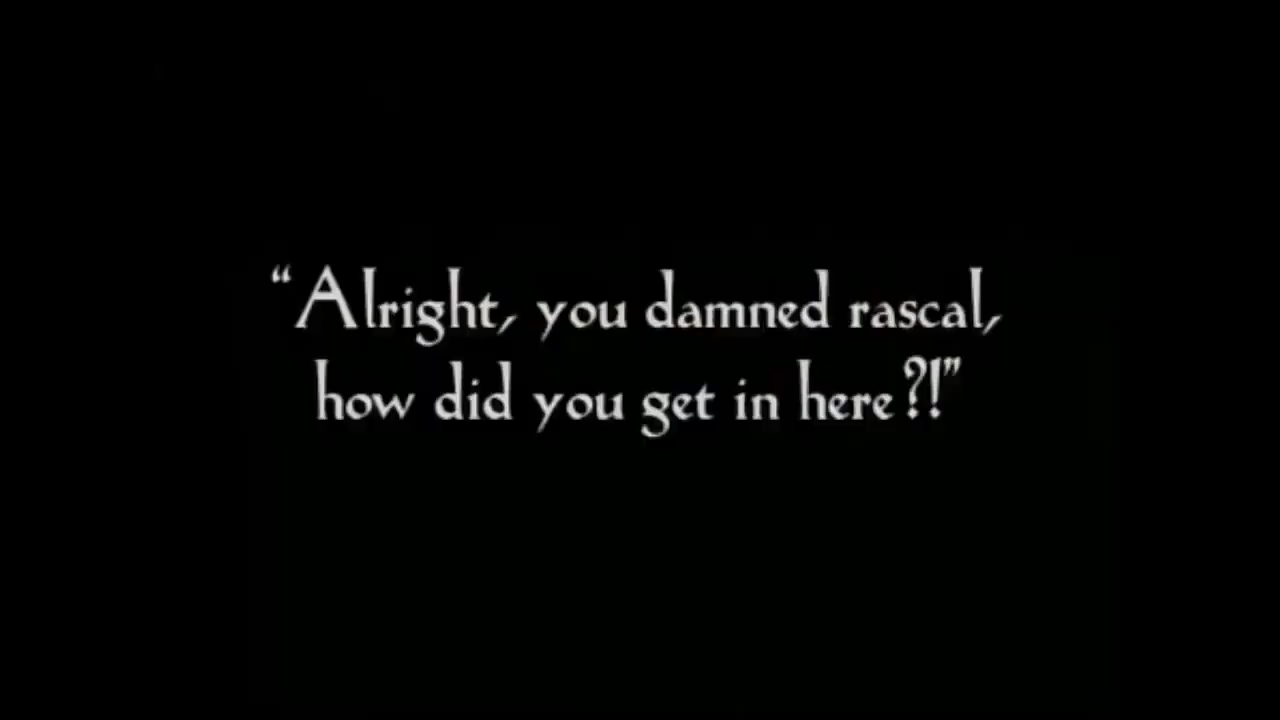 “Alright, you damned rascal,
how did you get in here?!”